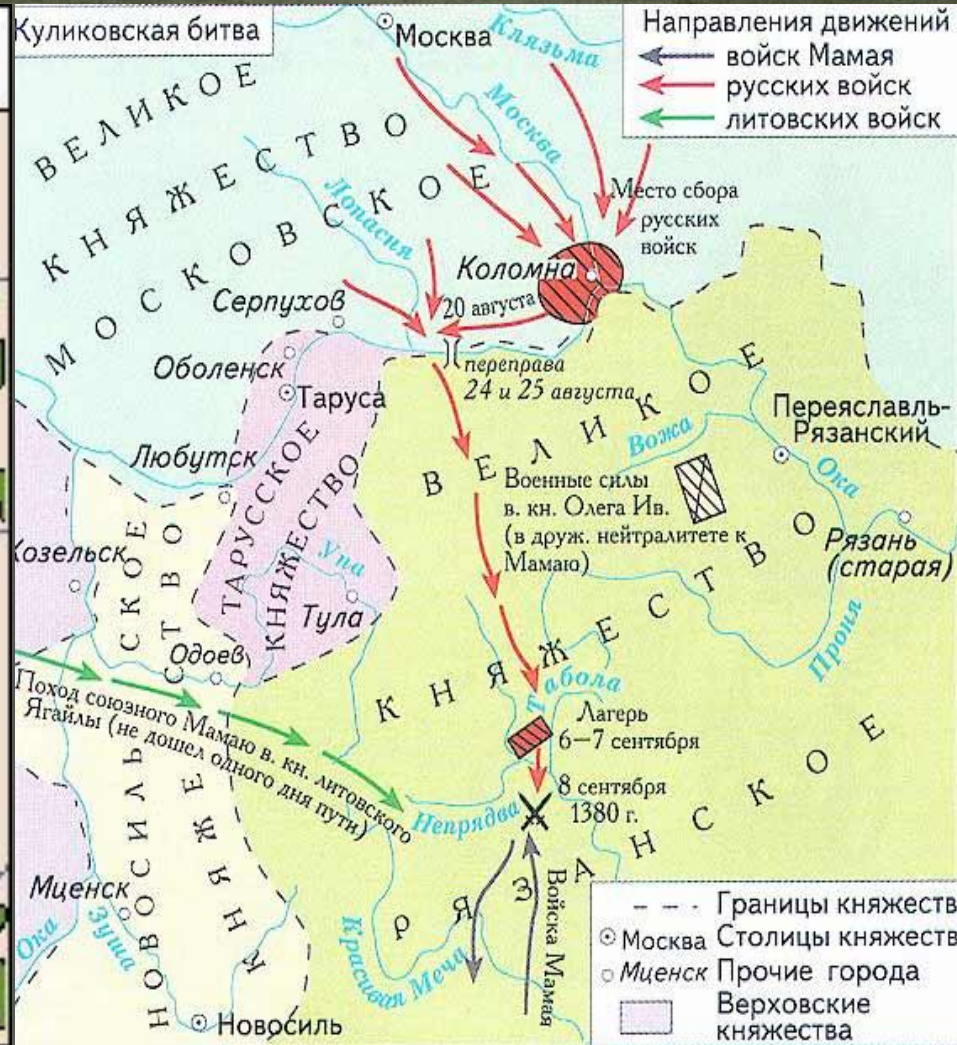 Куликовская битва
Направления движений
войск Мамая
русских войск
литовских войск
Москва
Клязьма
Москва
ВЕЛИКОЕ
КНЯЖЕСТВО
МОСКОВСКОЕ
Лопасня
Место сбора
русских
войск
Коломна
20 августа
Серпухов
Оболенск
Таруса
переправа
24 и 25 августа
Любутск
ТАРУССКОЕ
КНЯЖЕСТВО
ВЕЛИКОЕ
Вожа
Переяславль-
Рязанский
Ока
Военные силы
в. кн. Олега Ив.
(в друж. нейтралитете к
Мамаю)
Рязань
(старая)
Козельск
Упа
Тула
Одоев
Проня
КНЯЖЕСТВО
Табола
Лагерь
6–7 сентября
Поход союзного Мамаю в. кн. литовского
Ягайлы (не дошел одного дня пути)
8 сентября
1380 г.
Непрядва
РЯЗАНСКОЕ
НОВОСИЛЬСКОЕ
КНЯЖЕСТВО
Мценск
Зуша
Ока
Красивая Меча
Войска Мамая
Новосиль
Границы княжеств
Москва Столицы княжеств
Мценск Прочие города
Верховские
княжества